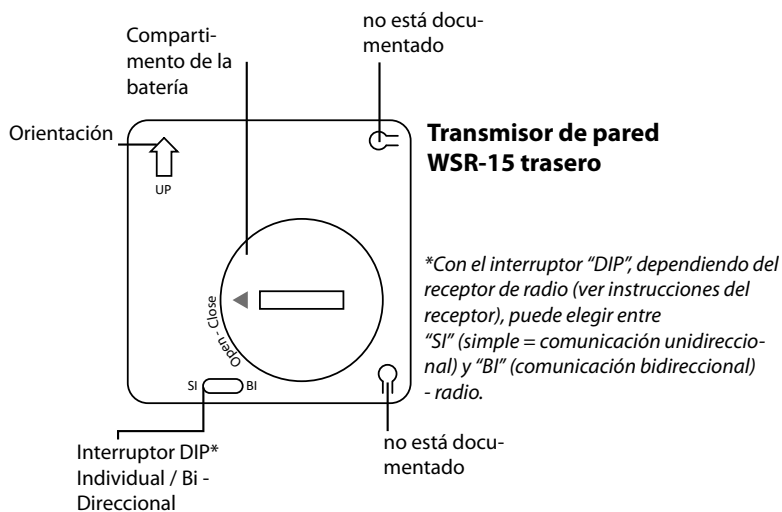 Comparti-
mento de la
batería
no está docu-
mentado
Orientación
UP
Transmisor de pared
WSR-15 trasero
Open - Close
*Con el interruptor “DIP”, dependiendo del
receptor de radio (ver instrucciones del
receptor), puede elegir entre
“SI” (simple = comunicación unidireccio-
nal) y “BI” (comunicación bidireccional)
- radio.
SI
BI
Interruptor DIP*
Individual / Bi -
Direccional
no está docu-
mentado